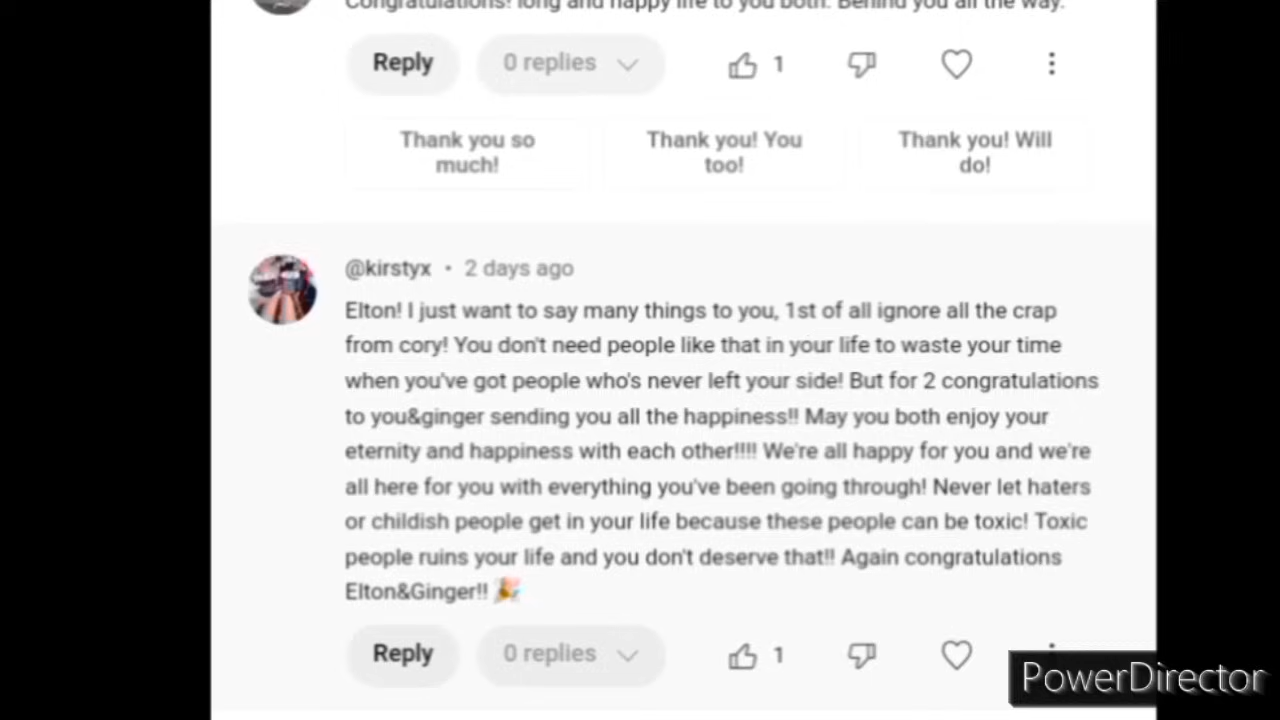 Congratulations! long and happy life to you both. Behind you all the way.
Reply 0 replies 1
Thank you so
much!
Thank you! You
too!
Thank you! Will
do!
@kirstyx • 2 days ago
Elton! I just want to say many things to you, 1st of all ignore all the crap
from cory! You don't need people like that in your life to waste your time
when you've got people who's never left your side! But for 2 congratulations
to you&ginger sending you all the happiness!! May you both enjoy your
eternity and happiness with each other!!!! We're all happy for you and we're
all here for you with everything you've been going through! Never let haters
or childish people get in your life because these people can be toxic! Toxic
people ruins your life and you don't deserve that!! Again congratulations
Elton&Ginger!! 🎉
Reply 0 replies 1
PowerDirector